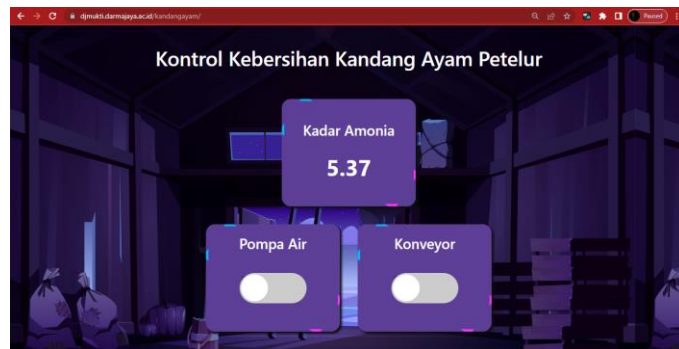 djmukti.darmajaya.ac.id/kandangayam/
Paused
Kontrol Kebersihan Kandang Ayam Petelur
Kadar Amonia
5.37
Pompa Air
Konveyor